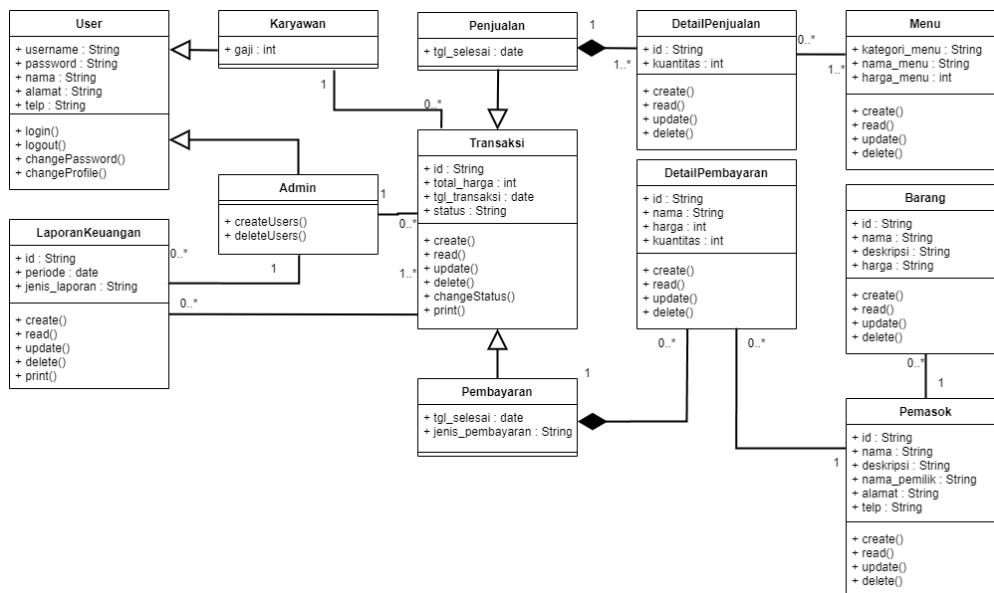 User
+ username : String
+ password : String
+ nama : String
+ alamat : String
+ telp : String
+ login()
+ logout()
+ changePassword()
+ changeProfile()
Karyawan
+ gaji : int
1
0..*
Penjualan
+ tgl_selesai : date
1
1..*
DetailPenjualan
+ id : String
+ kuantitas : int
+ create()
+ read()
+ update()
+ delete()
0..*
1..*
Menu
+ kategori_menu : String
+ nama_menu : String
+ harga_menu : int
+ create()
+ read()
+ update()
+ delete()
Admin
+ createUsers()
+ deleteUsers()
1
0..*
1
0..*
Transaksi
+ id : String
+ total_harga : int
+ tgl_transaksi : date
+ status : String
+ create()
+ read()
+ update()
+ delete()
+ changeStatus()
+ print()
1..*
0..*
DetailPembayaran
+ id : String
+ nama : String
+ harga : int
+ kuantitas : int
+ create()
+ read()
+ update()
+ delete()
0..*
0..*
Barang
+ id : String
+ nama : String
+ deskripsi : String
+ harga : String
+ create()
+ read()
+ update()
+ delete()
0..*
1
LaporanKeuangan
+ id : String
+ periode : date
+ jenis_laporan : String
+ create()
+ read()
+ update()
+ delete()
+ print()
Pembayaran
+ tgl_selesai : date
+ jenis_pembayaran : String
1
1
Pemasok
+ id : String
+ nama : String
+ deskripsi : String
+ nama_pemilik : String
+ alamat : String
+ telp : String
+ create()
+ read()
+ update()
+ delete()